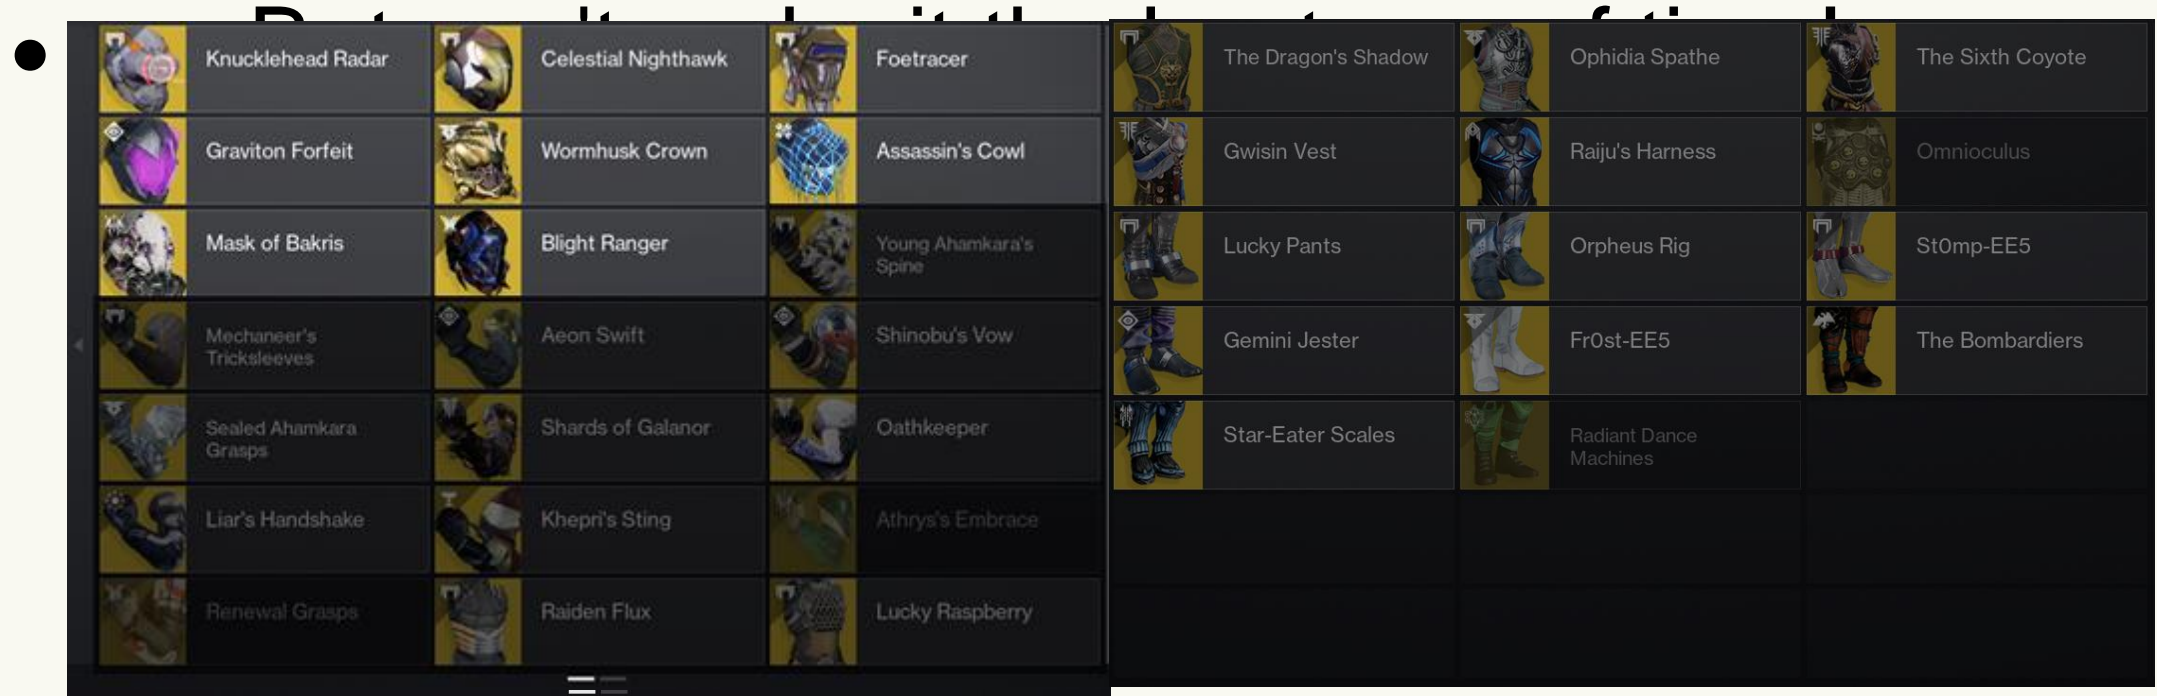 Knucklehead Radar
Celestial Nighthawk
Foetracer
Graviton Forfeit
Wormhusk Crown
Assassin's Cowl
Mask of Bakris
Blight Ranger
Young Ahamkara's
Spine
Mechaneer's
Tricksleeves
Aeon Swift
Shinobu's Vow
Sealed Ahamkara
Grasps
Shards of Galanor
Oathkeeper
Liar's Handshake
Khepri's Sting
Athrys's Embrace
Renewal Grasps
Raiden Flux
Lucky Raspberry
The Dragon's Shadow
Ophidia Spathe
The Sixth Coyote
Gwisin Vest
Raiju's Harness
Omnioculus
Lucky Pants
Orpheus Rig
St0mp-EE5
Gemini Jester
Fr0st-EE5
The Bombardiers
Star-Eater Scales
Radiant Dance
Machines